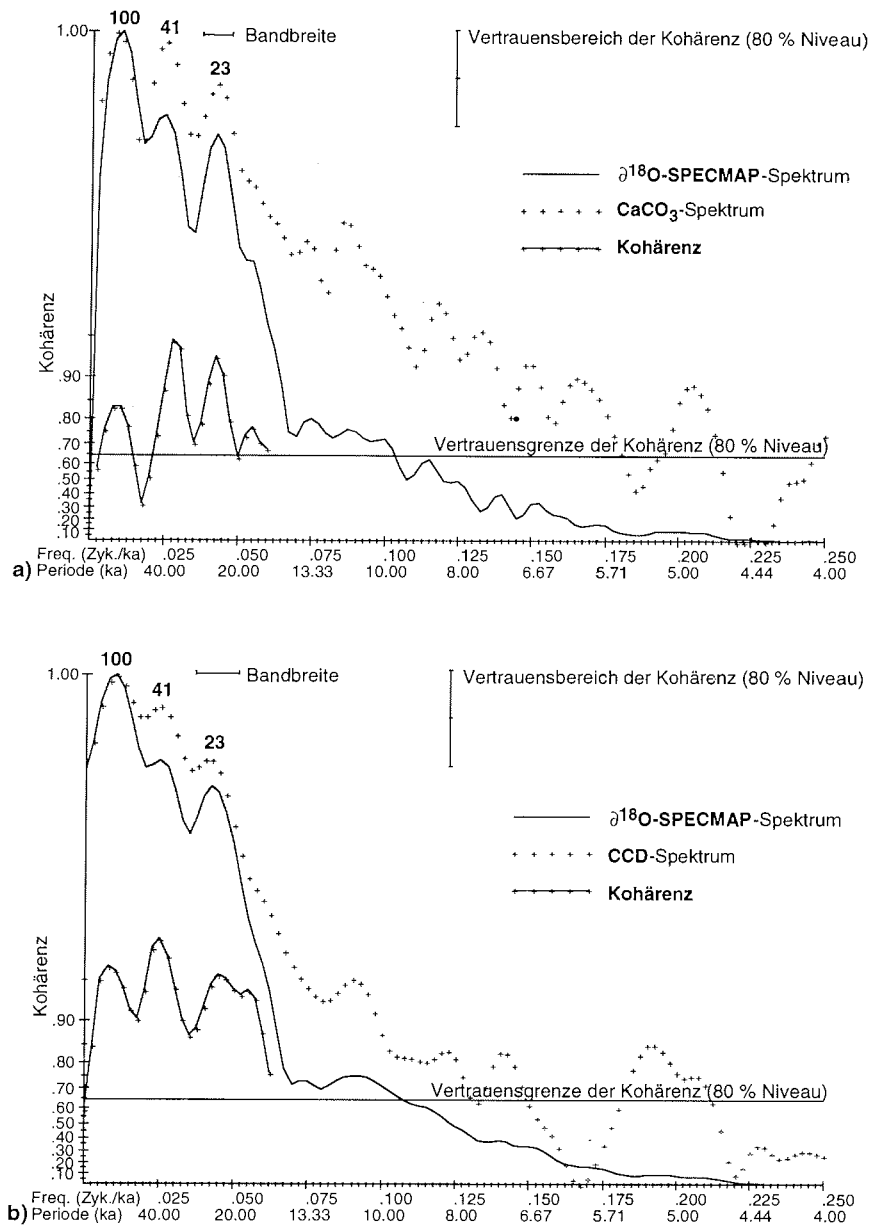 100
41
23
1.00
Bandbreite
Vertrauensbereich der Kohärenz (80 % Niveau)
∂18O-SPECMAP-Spektrum
CaCO3-Spektrum
Kohärenz
Kohärenz
.90
.80
.70
.60
.50
.40
.30
.20
.10
Vertrauensgrenze der Kohärenz (80 % Niveau)
Freq. (Zyk./ka) .025 .050 .075 .100 .125 .150 .175 .200 .225 .250
a) Periode (ka) 40.00 20.00 13.33 10.00 8.00 6.67 5.71 5.00 4.44 4.00
100
41
23
1.00
Bandbreite
Vertrauensbereich der Kohärenz (80 % Niveau)
∂18O-SPECMAP-Spektrum
CCD-Spektrum
Kohärenz
Kohärenz
.90
.80
.70
.60
.50
.40
.30
.20
.10
Vertrauensgrenze der Kohärenz (80 % Niveau)
Freq. (Zyk./ka) .025 .050 .075 .100 .125 .150 .175 .200 .225 .250
b) Periode (ka) 40.00 20.00 13.33 10.00 8.00 6.67 5.71 5.00 4.44 4.00